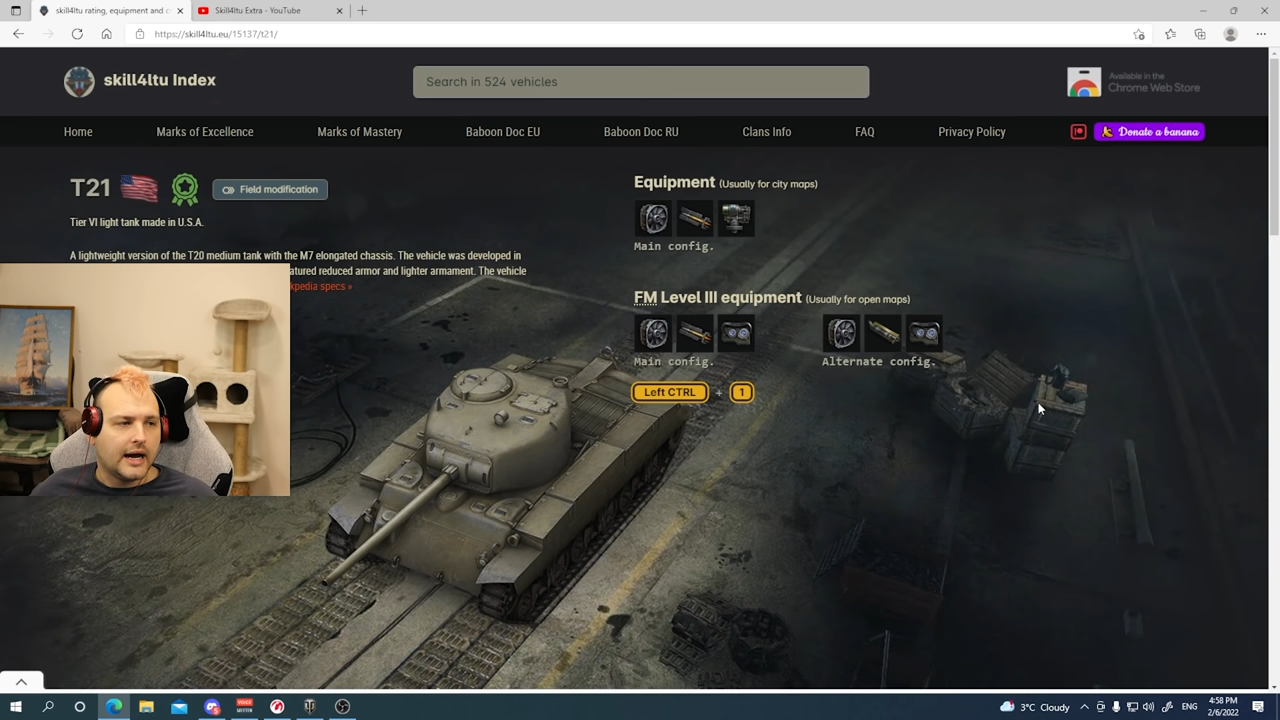 skill4ltu rating, equipment and c
Skill4ltu Extra - YouTube
https://skill4ltu.eu/15137/t21/
skill4ltu Index
Search in 524 vehicles
Available in the
Chrome Web Store
Home
Marks of Excellence
Marks of Mastery
Baboon Doc EU
Baboon Doc RU
Clans Info
FAQ
Privacy Policy
Donate a banana
T21
Field modification
Tier VI light tank made in U.S.A.
A lightweight version of the T20 medium tank with the M7 elongated chassis. The vehicle was developed in
atured reduced armor and lighter armament. The vehicle
kpedia specs »
Equipment (Usually for city maps)
Main config.
FM Level III equipment (Usually for open maps)
Main config.
Alternate config.
Left CTRL + 1
3°C Cloudy
4:58 PM
2/6/2022